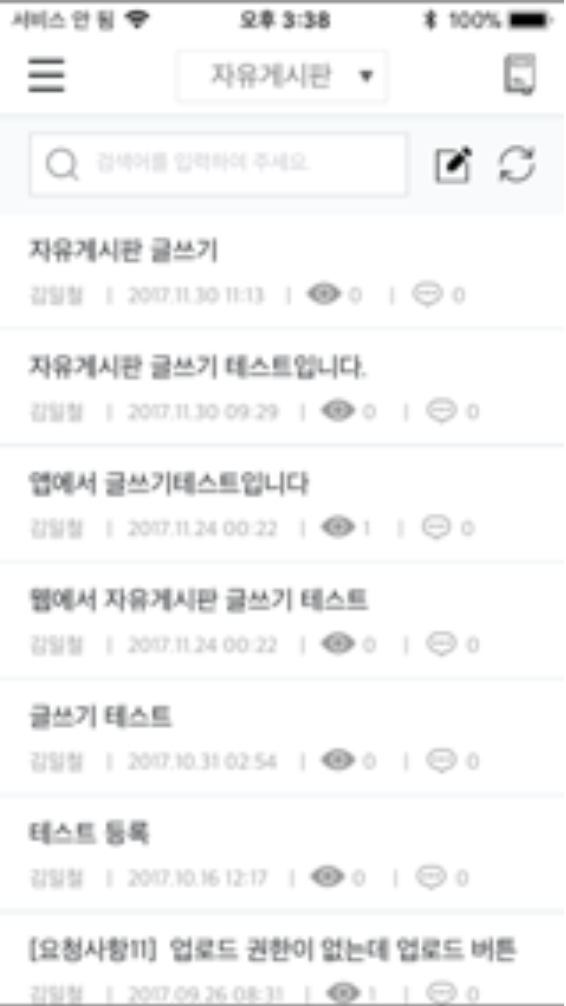 서비스 안 됨 오후 3:38 100%
자유게시판 ▼
검색어를 입력하여 주세요.
자유게시판 글쓰기
김일철 | 2017.11.30 11:13 | 0 | 0
자유게시판 글쓰기 테스트입니다.
김일철 | 2017.11.30 09:29 | 0 | 0
앱에서 글쓰기테스트입니다
김일철 | 2017.11.24 00:22 | 1 | 0
웹에서 자유게시판 글쓰기 테스트
김일철 | 2017.11.24 00:22 | 0 | 0
글쓰기 테스트
김일철 | 2017.10.31 02:54 | 0 | 0
테스트 등록
김일철 | 2017.10.16 12:17 | 0 | 0
[요청사항11] 업로드 권한이 없는데 업로드 버튼
김일철 | 2017.09.26 08:31 | 1 | 0